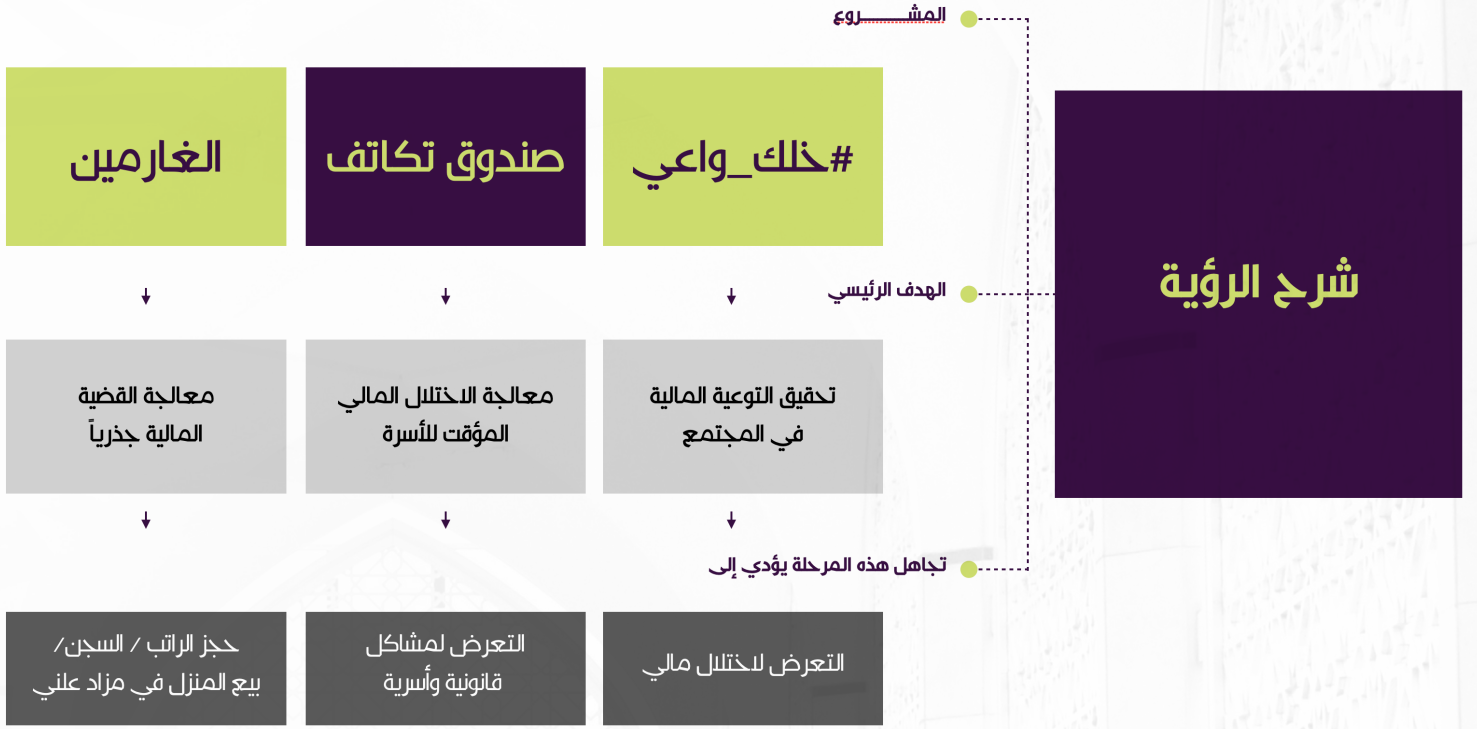 شرح الرؤية
المشـــــــروع
#خلك_واعي
صندوق تكاتف
الغارمين
الهدف الرئيسي
تحقيق التوعية المالية
في المجتمع
معالجة الاختلال المالي
المؤقت للأسرة
معالجة القضية
المالية جذرياً
تجاهل هذه المرحلة يؤدي إلى
التعرض لاختلال مالي
التعرض لمشاكل
قانونية وأسرية
حجز الراتب / السجن/
بيع المنزل في مزاد علني